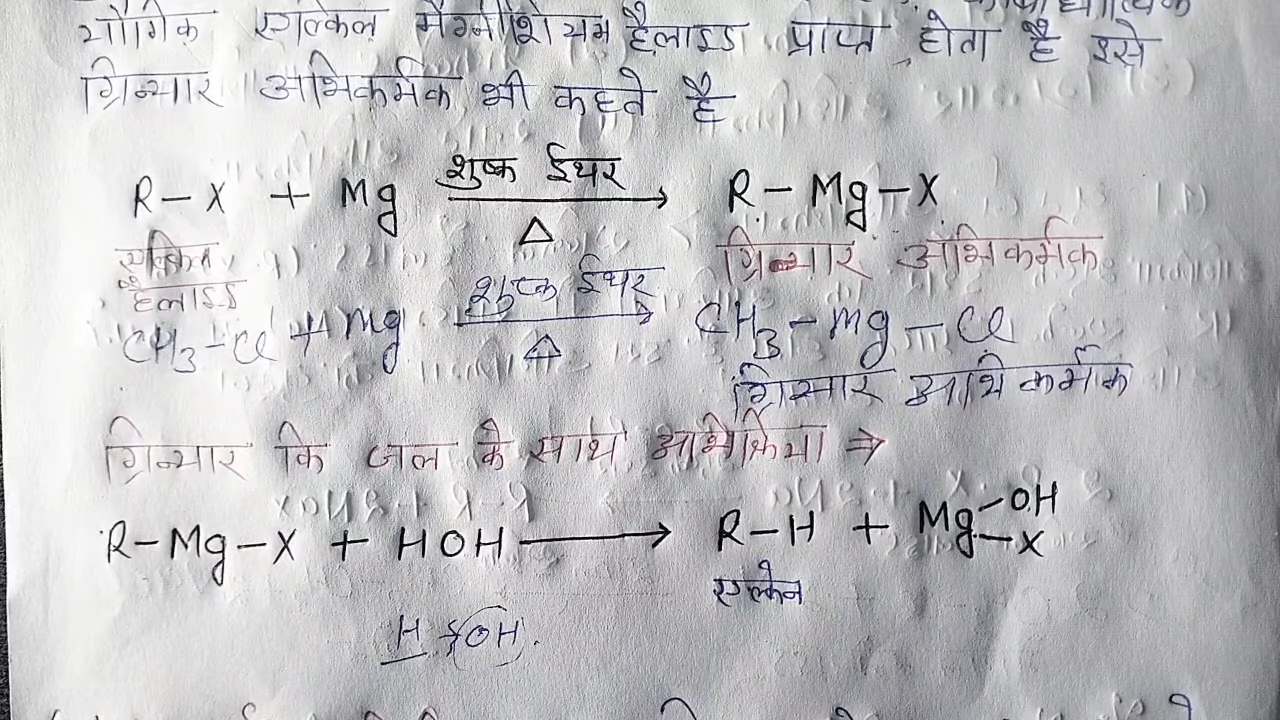 यौगिक एल्किल मैग्नीशियम हैलाइड प्राप्त होता है इसे
ग्रिन्यार अभिकर्मक भी कहते है
R-X + Mg शुष्क ईथर △ → R-Mg-X
एल्किल हैलाइड
ग्रिन्यार अभिकर्मक
CH3-Cl + Mg शुष्क ईथर △ → CH3-Mg-Cl
ग्रिन्यार अभिकर्मक
ग्रिन्यार कि जल के साथ अभिक्रिया ⇒
R-Mg-X + HOH → R-H + Mg-OH
-X
एल्केन
H + OH.